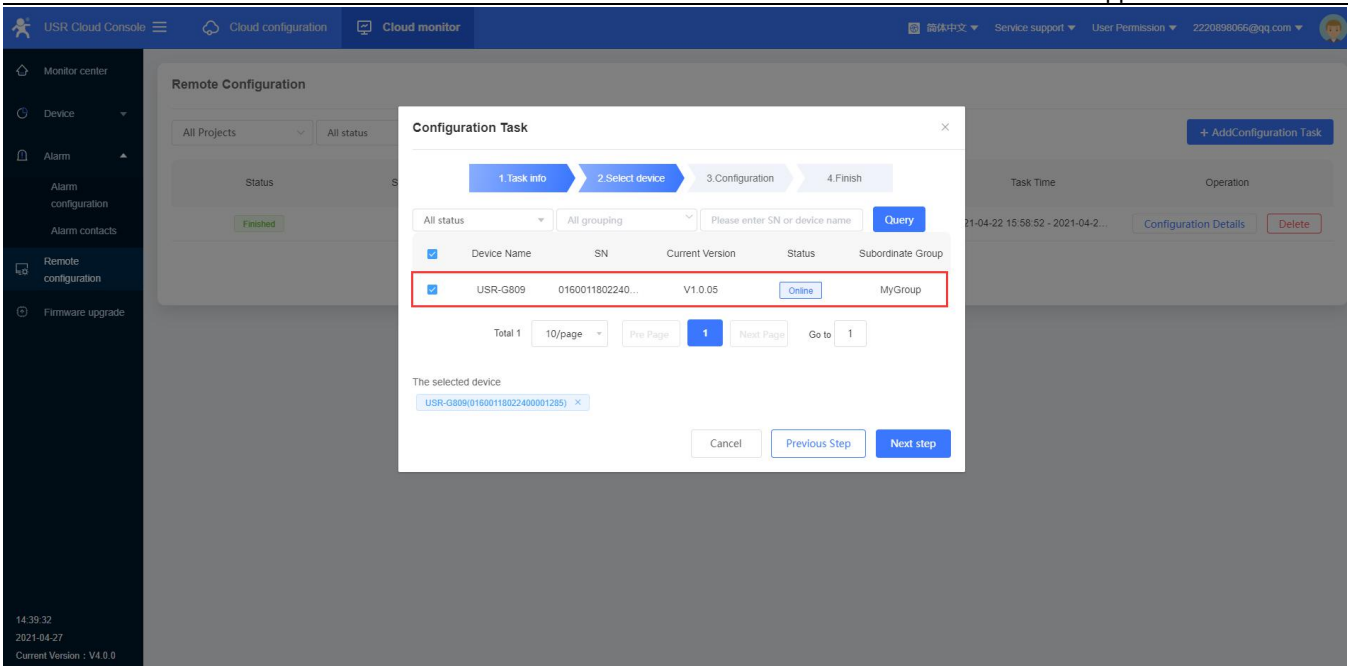 USR Cloud Console
Cloud configuration
Cloud monitor
简体中文
Service support
User Permission
2220898066@qq.com
Monitor center
Device
Alarm
Alarm
configuration
Alarm contacts
Remote
configuration
Firmware upgrade
14:39:32
2021-04-27
Current Version : V4.0.0
Remote Configuration
All Projects
All status
+ AddConfiguration Task
Status
S
Task Time
Operation
Finished
21-04-22 15:58:52 - 2021-04-2...
Configuration Details
Delete
Configuration Task
1.Task info
2.Select device
3.Configuration
4.Finish
All status
All grouping
Please enter SN or device name
Query
Device Name
SN
Current Version
Status
Subordinate Group
USR-G809
0160011802240...
V1.0.05
Online
MyGroup
Total 1
10/page
Pre Page
1
Next Page
Go to
1
The selected device
USR-G809(01600118022400001285)
Cancel
Previous Step
Next step